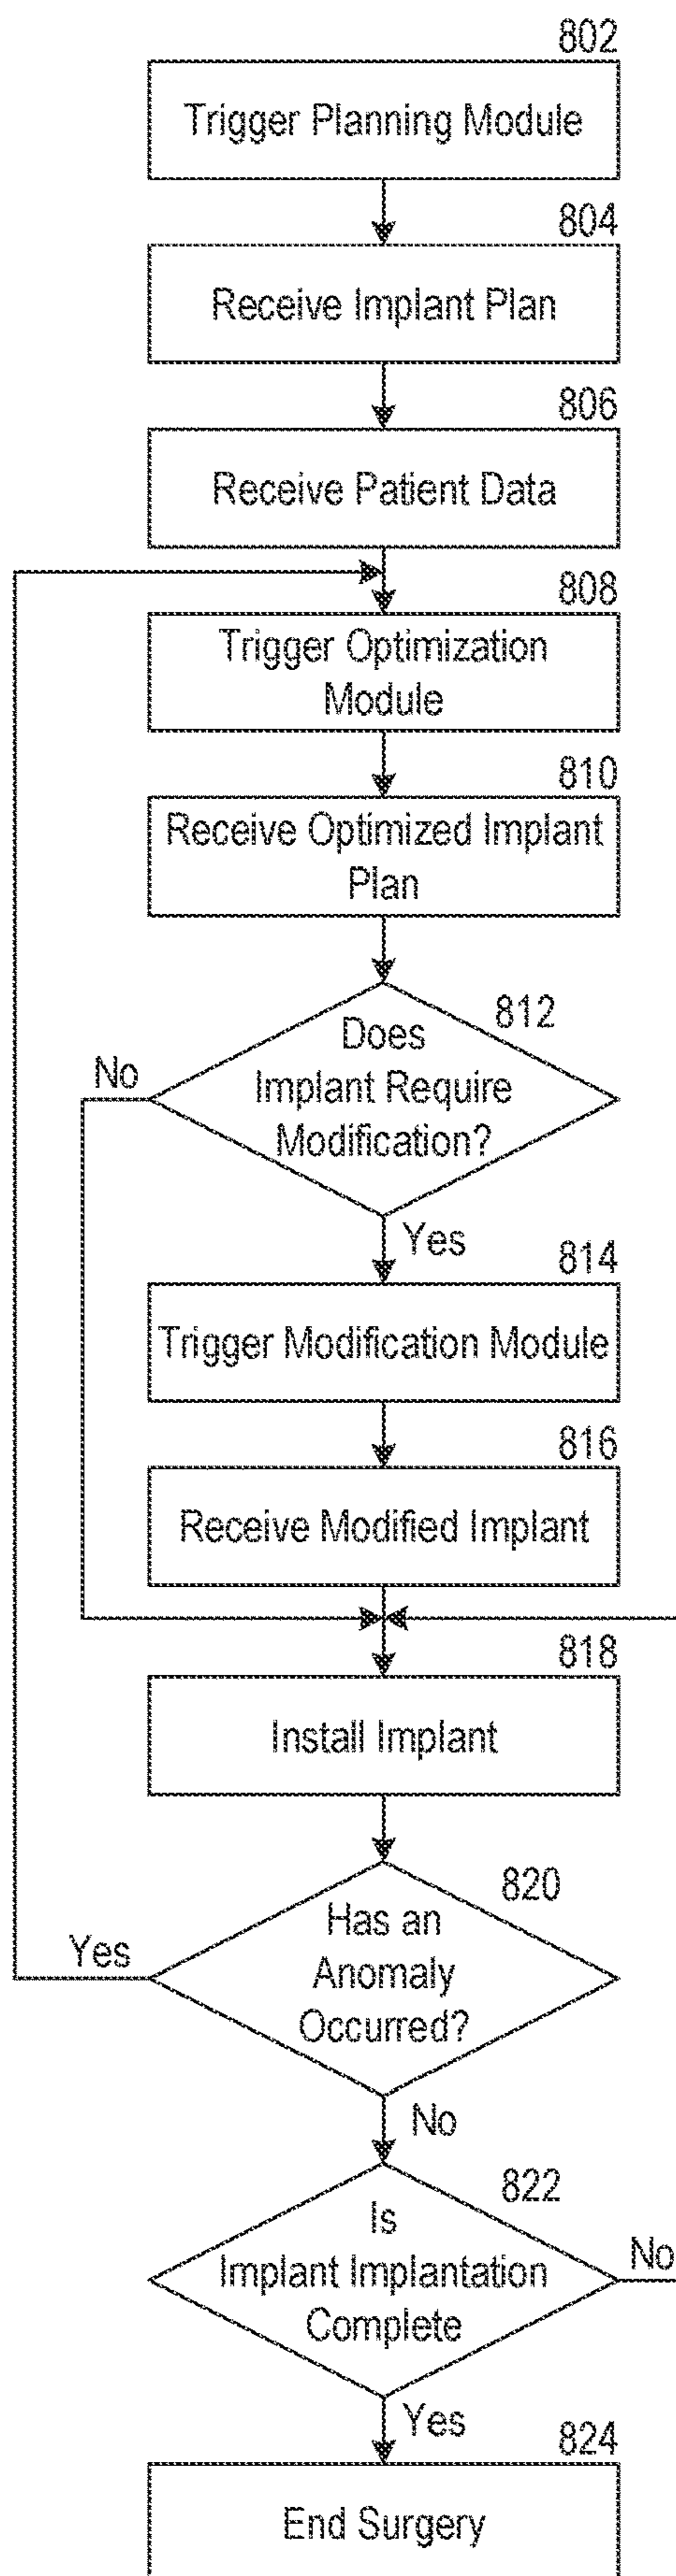 802
Trigger Planning Module
804
Receive Implant Plan
806
Receive Patient Data
808
Trigger Optimization
Module
810
Receive Optimized Implant
Plan
812
Does
Implant Require
Modification?
No
Yes
814
Trigger Modification Module
816
Receive Modified Implant
818
Install Implant
820
Has an
Anomaly
Occurred?
Yes
No
822
Is
Implant Implantation
Complete
No
Yes
824
End Surgery